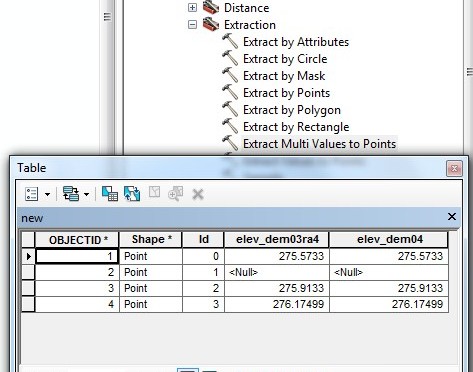 Distance
Extraction
Extract by Attributes
Extract by Circle
Extract by Mask
Extract by Points
Extract by Polygon
Extract by Rectangle
Extract Multi Values to Points
Table
new
OBJECTID * Shape * Id elev_dem03ra4 elev_dem04
1 Point 0 275.5733 275.5733
2 Point 1 <Null> <Null>
3 Point 2 275.9133 275.9133
4 Point 3 276.17499 276.17499